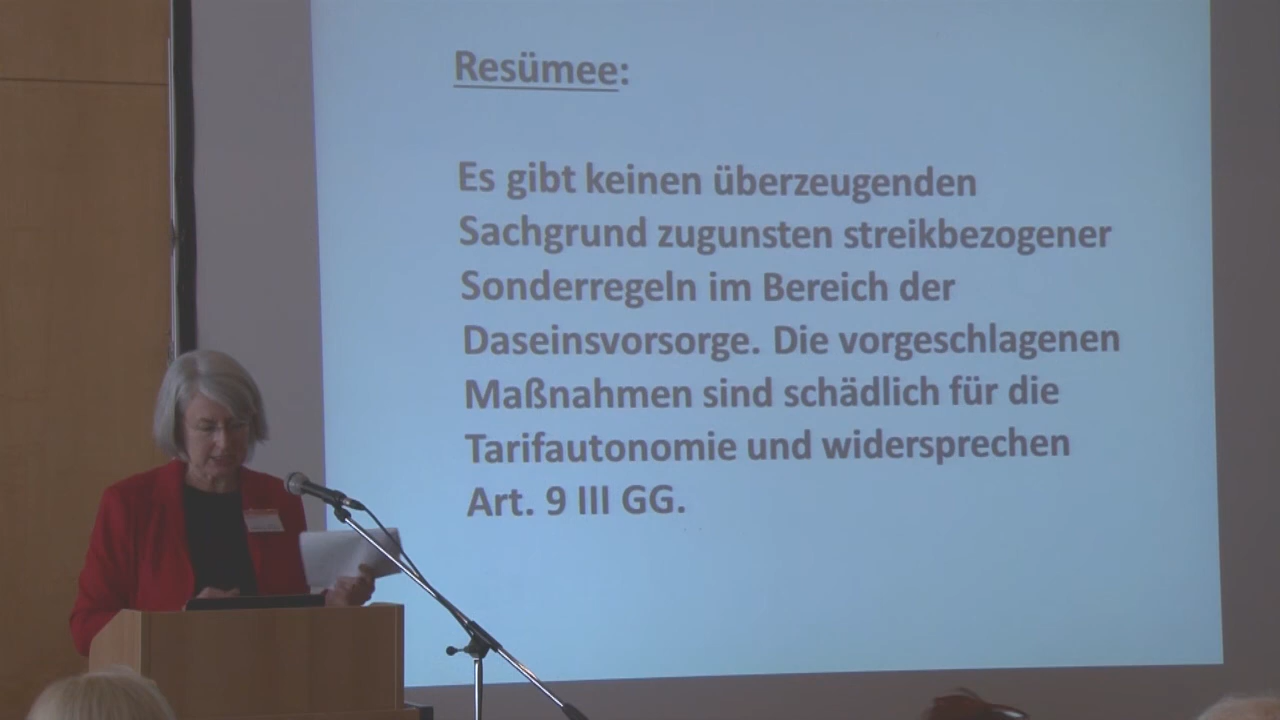 Resümee:
Es gibt keinen überzeugenden
Sachgrund zugunsten streikbezogener
Sonderregeln im Bereich der
Daseinsvorsorge. Die vorgeschlagenen
Maßnahmen sind schädlich für die
Tarifautonomie und widersprechen
Art. 9 III GG.